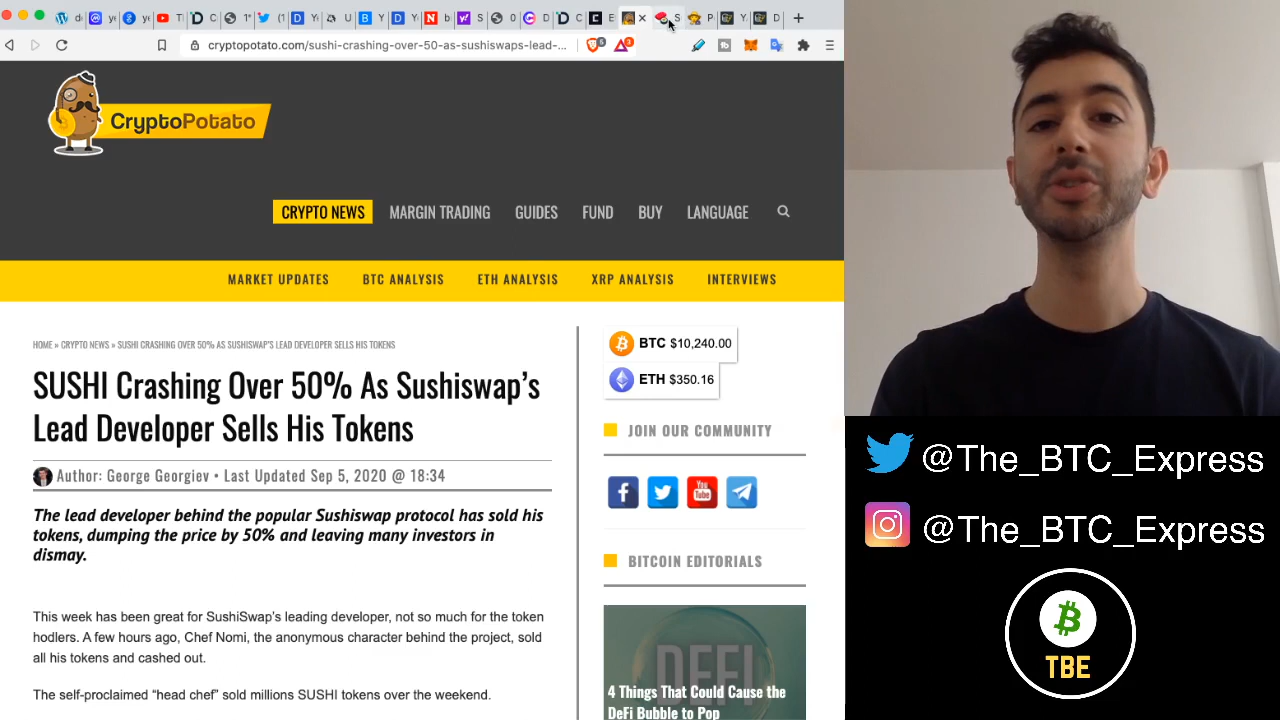 cryptopotato.com/sushi-crashing-over-50-as-sushiswaps-lead-...
CryptoPotato
CRYPTO NEWS MARGIN TRADING GUIDES FUND BUY LANGUAGE
MARKET UPDATES BTC ANALYSIS ETH ANALYSIS XRP ANALYSIS INTERVIEWS
HOME » CRYPTO NEWS » SUSHI CRASHING OVER 50% AS SUSHISWAP'S LEAD DEVELOPER SELLS HIS TOKENS
SUSHI Crashing Over 50% As Sushiswap's
Lead Developer Sells His Tokens
Author: George Georgiev • Last Updated Sep 5, 2020 @ 18:34
The lead developer behind the popular Sushiswap protocol has sold his
tokens, dumping the price by 50% and leaving many investors in
dismay.
This week has been great for SushiSwap's leading developer, not so much for the token
hodlers. A few hours ago, Chef Nomi, the anonymous character behind the project, sold
all his tokens and cashed out.
The self-proclaimed “head chef” sold millions SUSHI tokens over the weekend.
BTC $10,240.00
ETH $350.16
JOIN OUR COMMUNITY
BITCOIN EDITORIALS
DEFI
4 Things That Could Cause the
DeFi Bubble to Pop
@The_BTC_Express
@The_BTC_Express
TBE